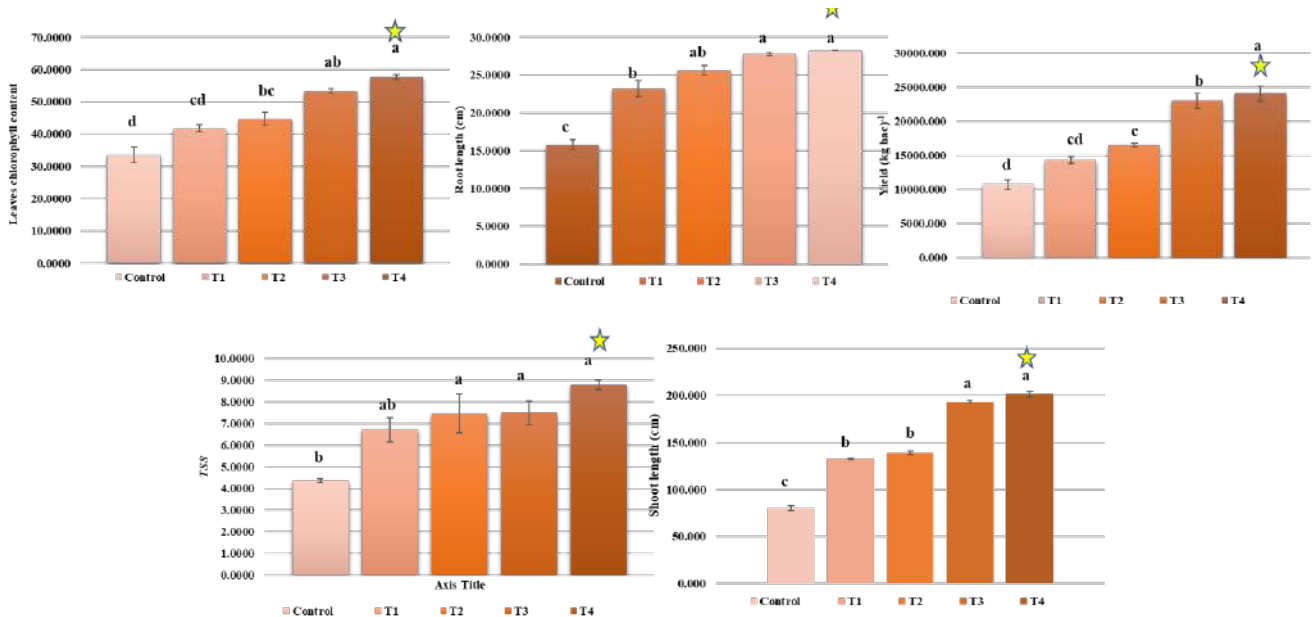 Leaves chlorophyll content
70.0000
60.0000
50.0000
40.0000
30.0000
20.0000
10.0000
0.0000
d
cd
bc
ab
a
Control T1 T2 T3 T4
Root length (cm)
30.0000
25.0000
20.0000
15.0000
10.0000
5.0000
0.0000
c
b
ab
a
a
Control T1 T2 T3 T4
Yield (kg hac)⁻¹
30000.000
25000.000
20000.000
15000.000
10000.000
5000.000
0.000
d
cd
c
b
a
Control T1 T2 T3 T4
TSS
10.0000
9.0000
8.0000
7.0000
6.0000
5.0000
4.0000
3.0000
2.0000
1.0000
0.0000
b
ab
a
a
a
Axis Title
Control T1 T2 T3 T4
Shoot length (cm)
250.000
200.000
150.000
100.000
50.000
0.000
c
b
b
a
a
Control T1 T2 T3 T4